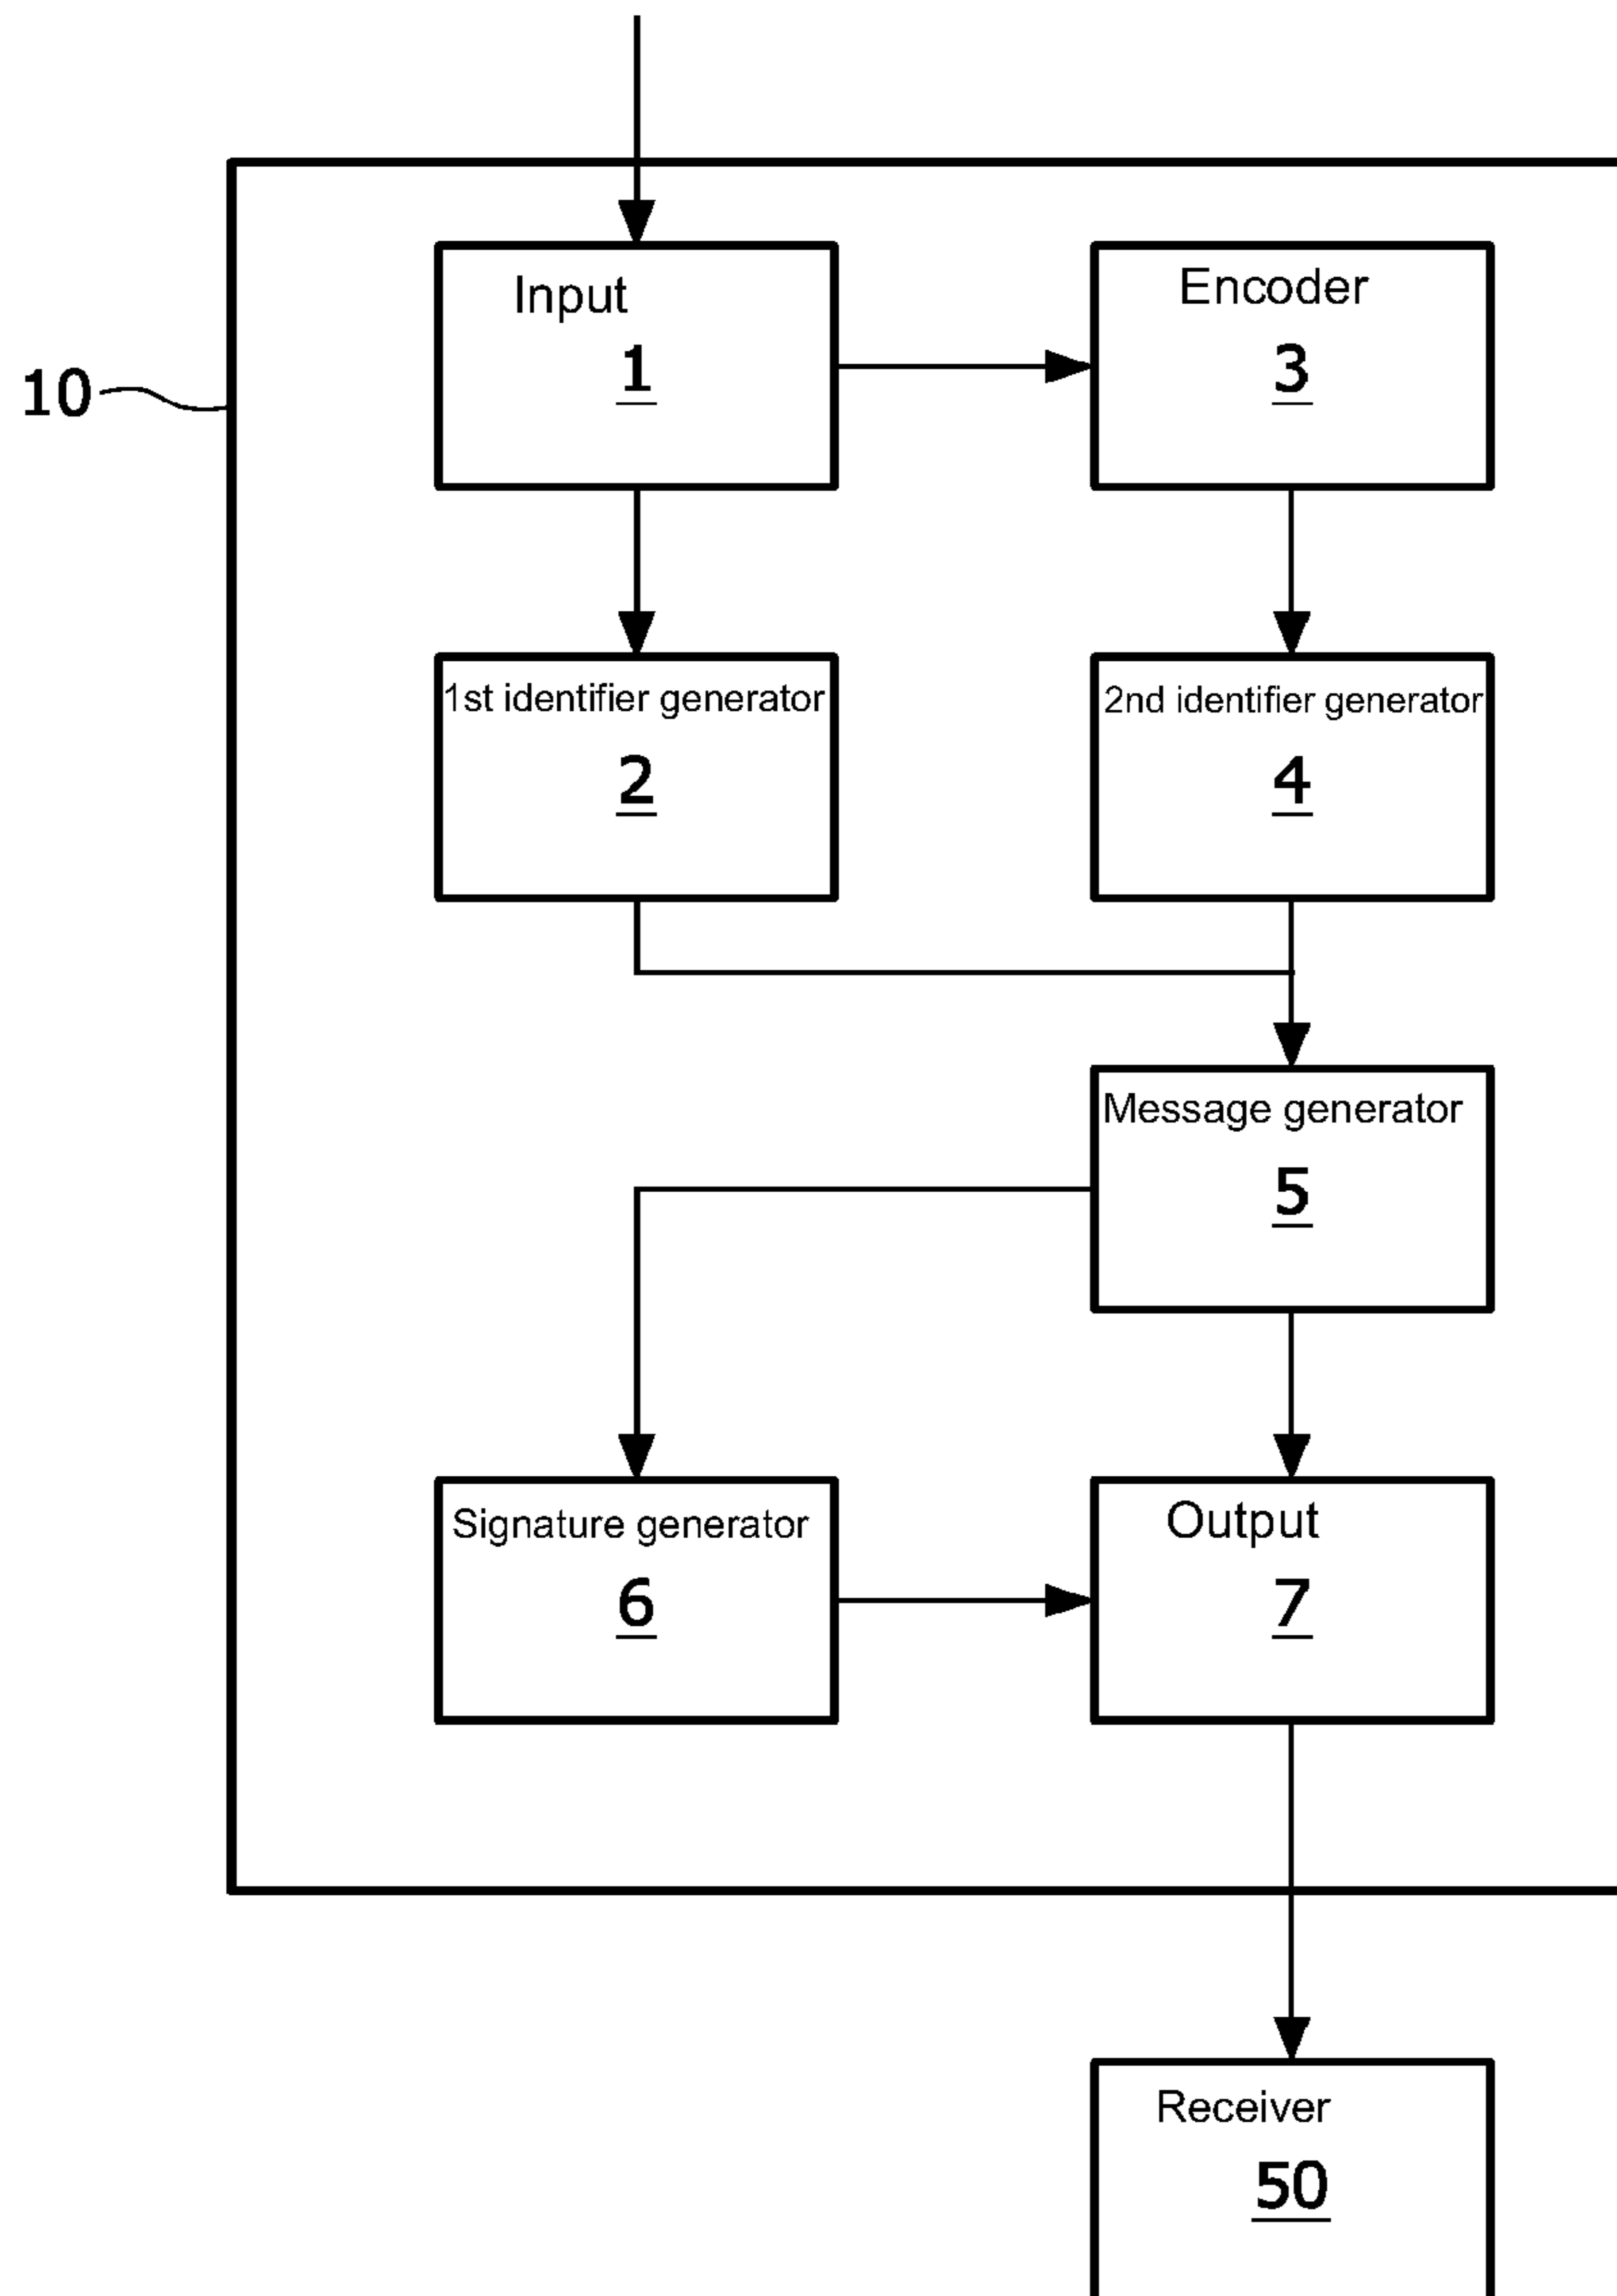 Input
1
Encoder
3
10
1st identifier generator
2
2nd identifier generator
4
Message generator
5
Signature generator
6
Output
7
Receiver
50